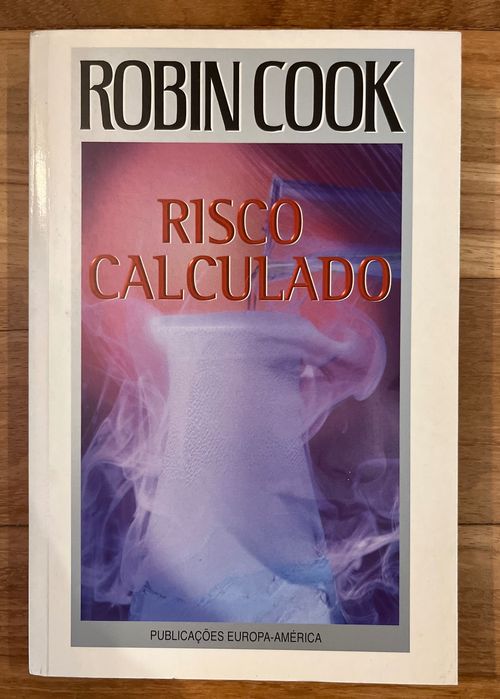 ROBIN COOK
RISCO
CALCULADO
PUBLICAÇÕES EUROPA-AMÉRICA